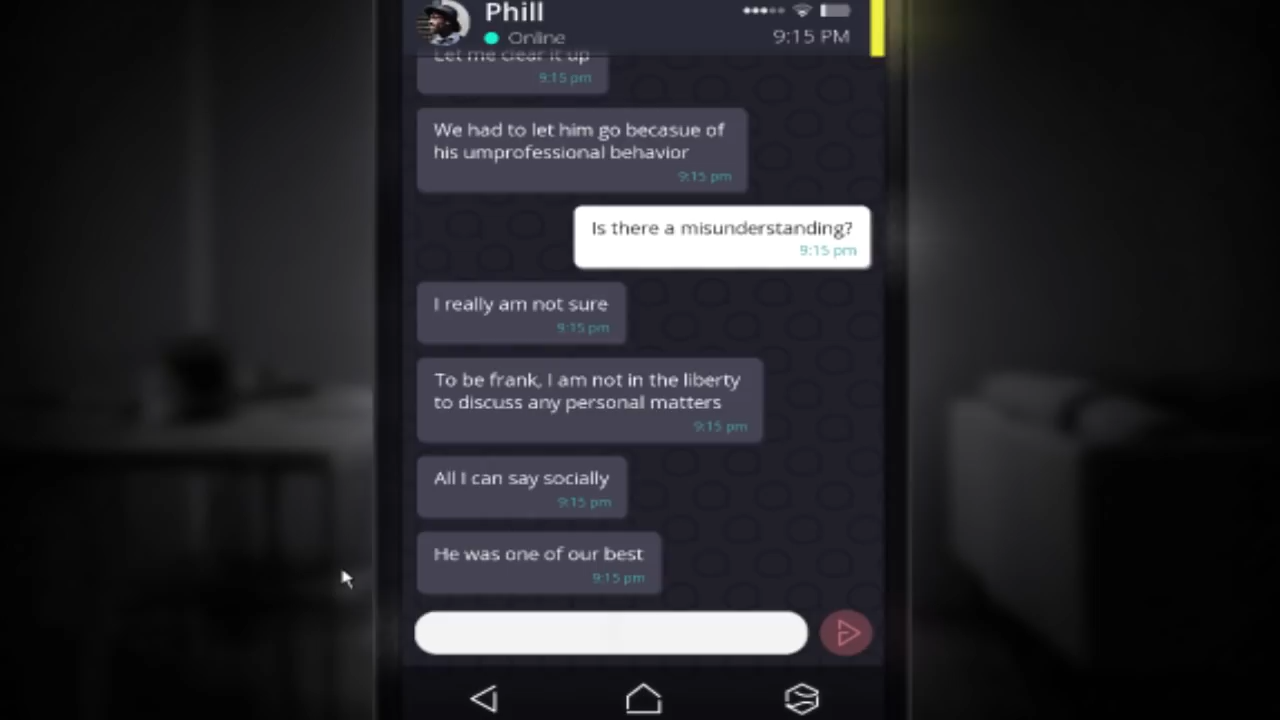 Phill
Online
9:15 PM
Let me clear it up
9:15 pm
We had to let him go becasue of
his umprofessional behavior
9:15 pm
Is there a misunderstanding?
9:15 pm
I really am not sure
9:15 pm
To be frank, I am not in the liberty
to discuss any personal matters
9:15 pm
All I can say socially
9:15 pm
He was one of our best
9:15 pm